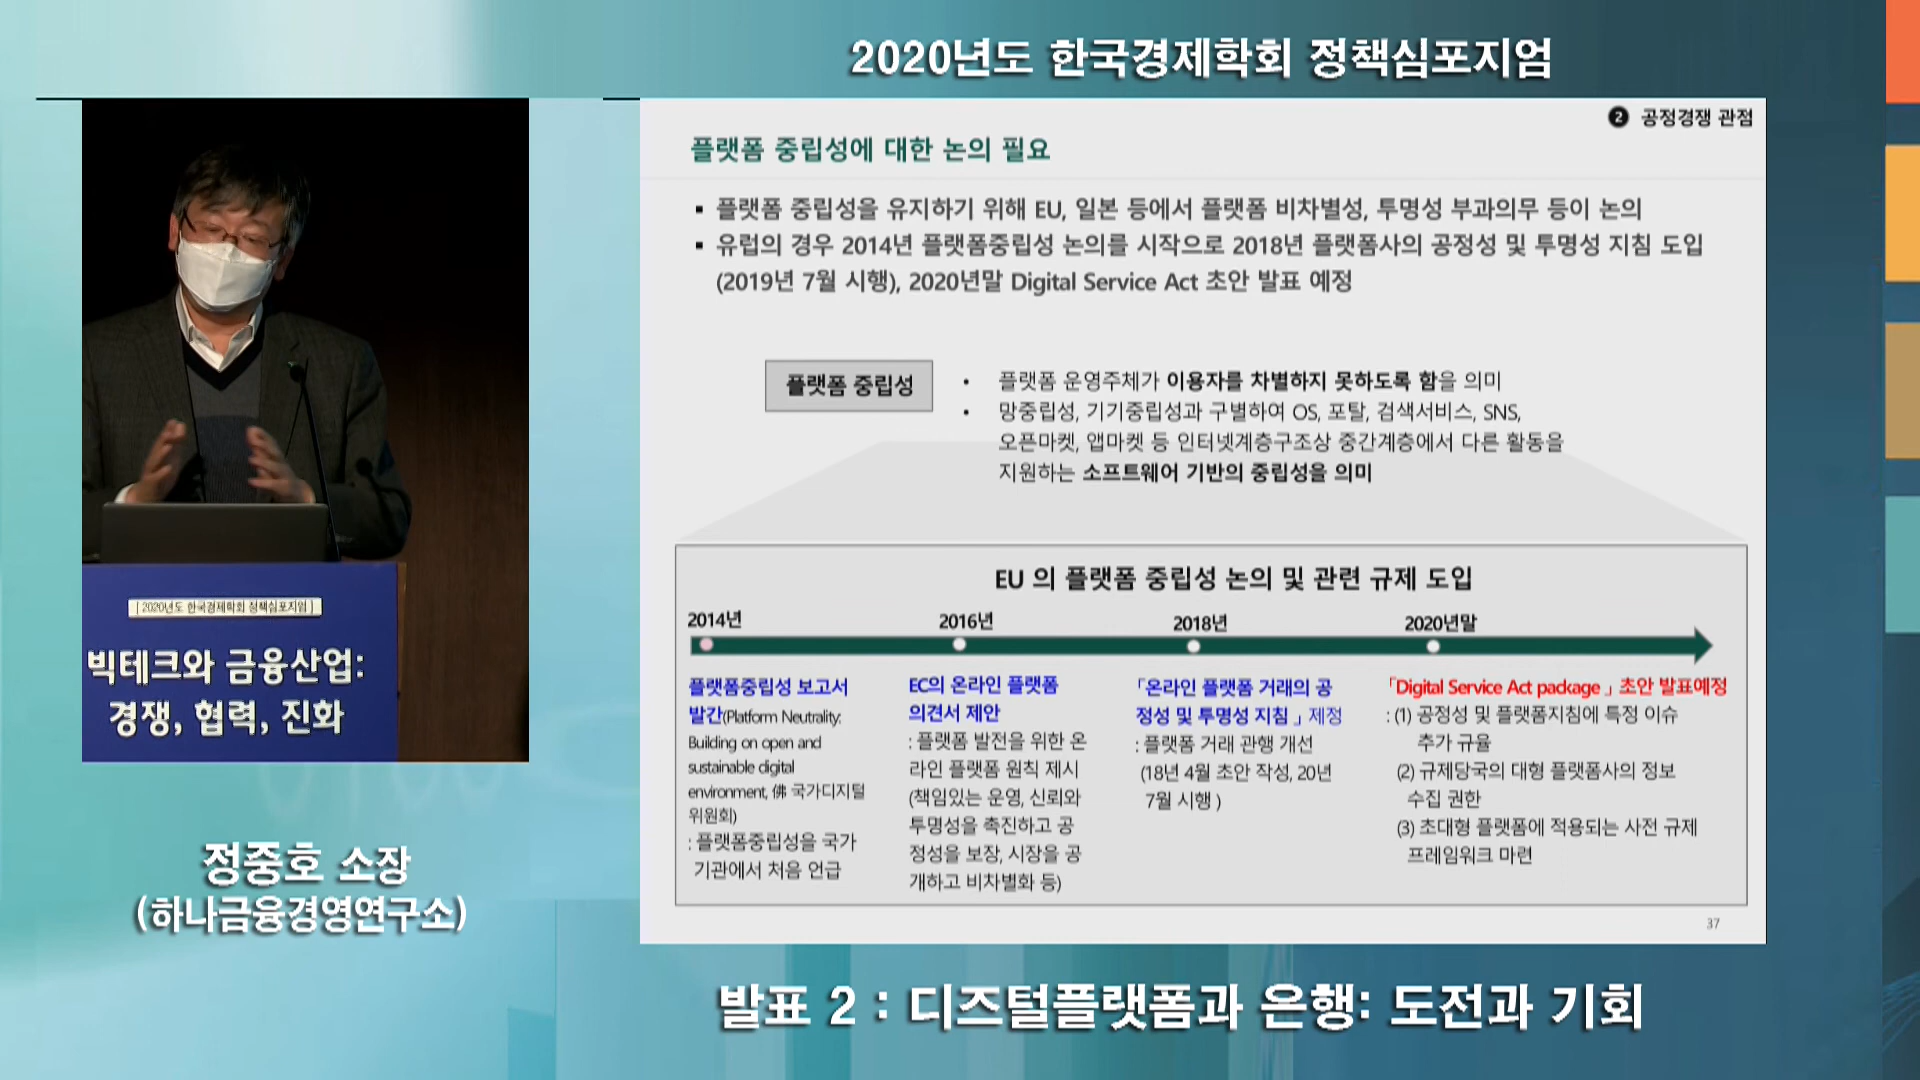 2020년도 한국경제학회 정책심포지엄
❷ 공정경쟁 관점
플랫폼 중립성에 대한 논의 필요
▪ 플랫폼 중립성을 유지하기 위해 EU, 일본 등에서 플랫폼 비차별성, 투명성 부과의무 등이 논의
▪ 유럽의 경우 2014년 플랫폼중립성 논의를 시작으로 2018년 플랫폼사의 공정성 및 투명성 지침 도입
(2019년 7월 시행), 2020년말 Digital Service Act 초안 발표 예정
플랫폼 중립성
• 플랫폼 운영주체가 이용자를 차별하지 못하도록 함을 의미
• 망중립성, 기기중립성과 구별하여 OS, 포탈, 검색서비스, SNS,
오픈마켓, 앱마켓 등 인터넷계층구조상 중간계층에서 다른 활동을
지원하는 소프트웨어 기반의 중립성을 의미
EU 의 플랫폼 중립성 논의 및 관련 규제 도입
2014년
플랫폼중립성 보고서
발간(Platform Neutrality:
Building on open and
sustainable digital
environment, 佛 국가디지털
위원회)
: 플랫폼중립성을 국가
기관에서 처음 언급
2016년
EC의 온라인 플랫폼
의견서 제안
: 플랫폼 발전을 위한 온
라인 플랫폼 원칙 제시
(책임있는 운영, 신뢰와
투명성을 촉진하고 공
정성을 보장, 시장을 공
개하고 비차별화 등)
2018년
「온라인 플랫폼 거래의 공
정성 및 투명성 지침 」제정
: 플랫폼 거래 관행 개선
(18년 4월 초안 작성, 20년
7월 시행 )
2020년말
「Digital Service Act package 」초안 발표예정
: (1) 공정성 및 플랫폼지침에 특정 이슈
추가 규율
(2) 규제당국의 대형 플랫폼사의 정보
수집 권한
(3) 초대형 플랫폼에 적용되는 사전 규제
프레임워크 마련
37
[ 2020년도 한국경제학회 정책심포지엄 ]
빅테크와 금융산업:
경쟁, 협력, 진화
정중호 소장
(하나금융경영연구소)
발표 2 : 디즈털플랫폼과 은행: 도전과 기회